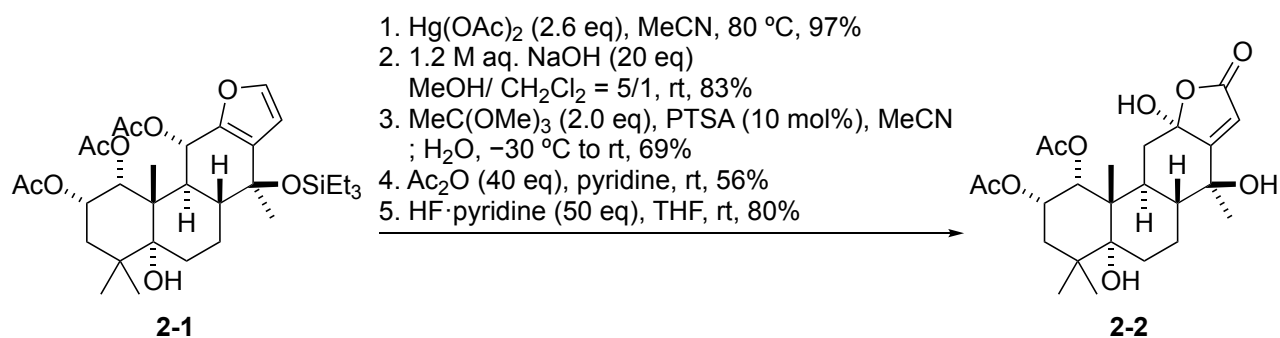 1. Hg(OAc)2 (2.6 eq), MeCN, 80 ºC, 97%
2. 1.2 M aq. NaOH (20 eq)
MeOH/ CH2Cl2 = 5/1, rt, 83%
3. MeC(OMe)3 (2.0 eq), PTSA (10 mol%), MeCN
; H2O, −30 ºC to rt, 69%
4. Ac2O (40 eq), pyridine, rt, 56%
5. HF·pyridine (50 eq), THF, rt, 80%
O
AcO
AcO
AcO
H
OSiEt3
H
OH
2-1
O
O
HO
AcO
AcO
H
OH
H
OH
2-2